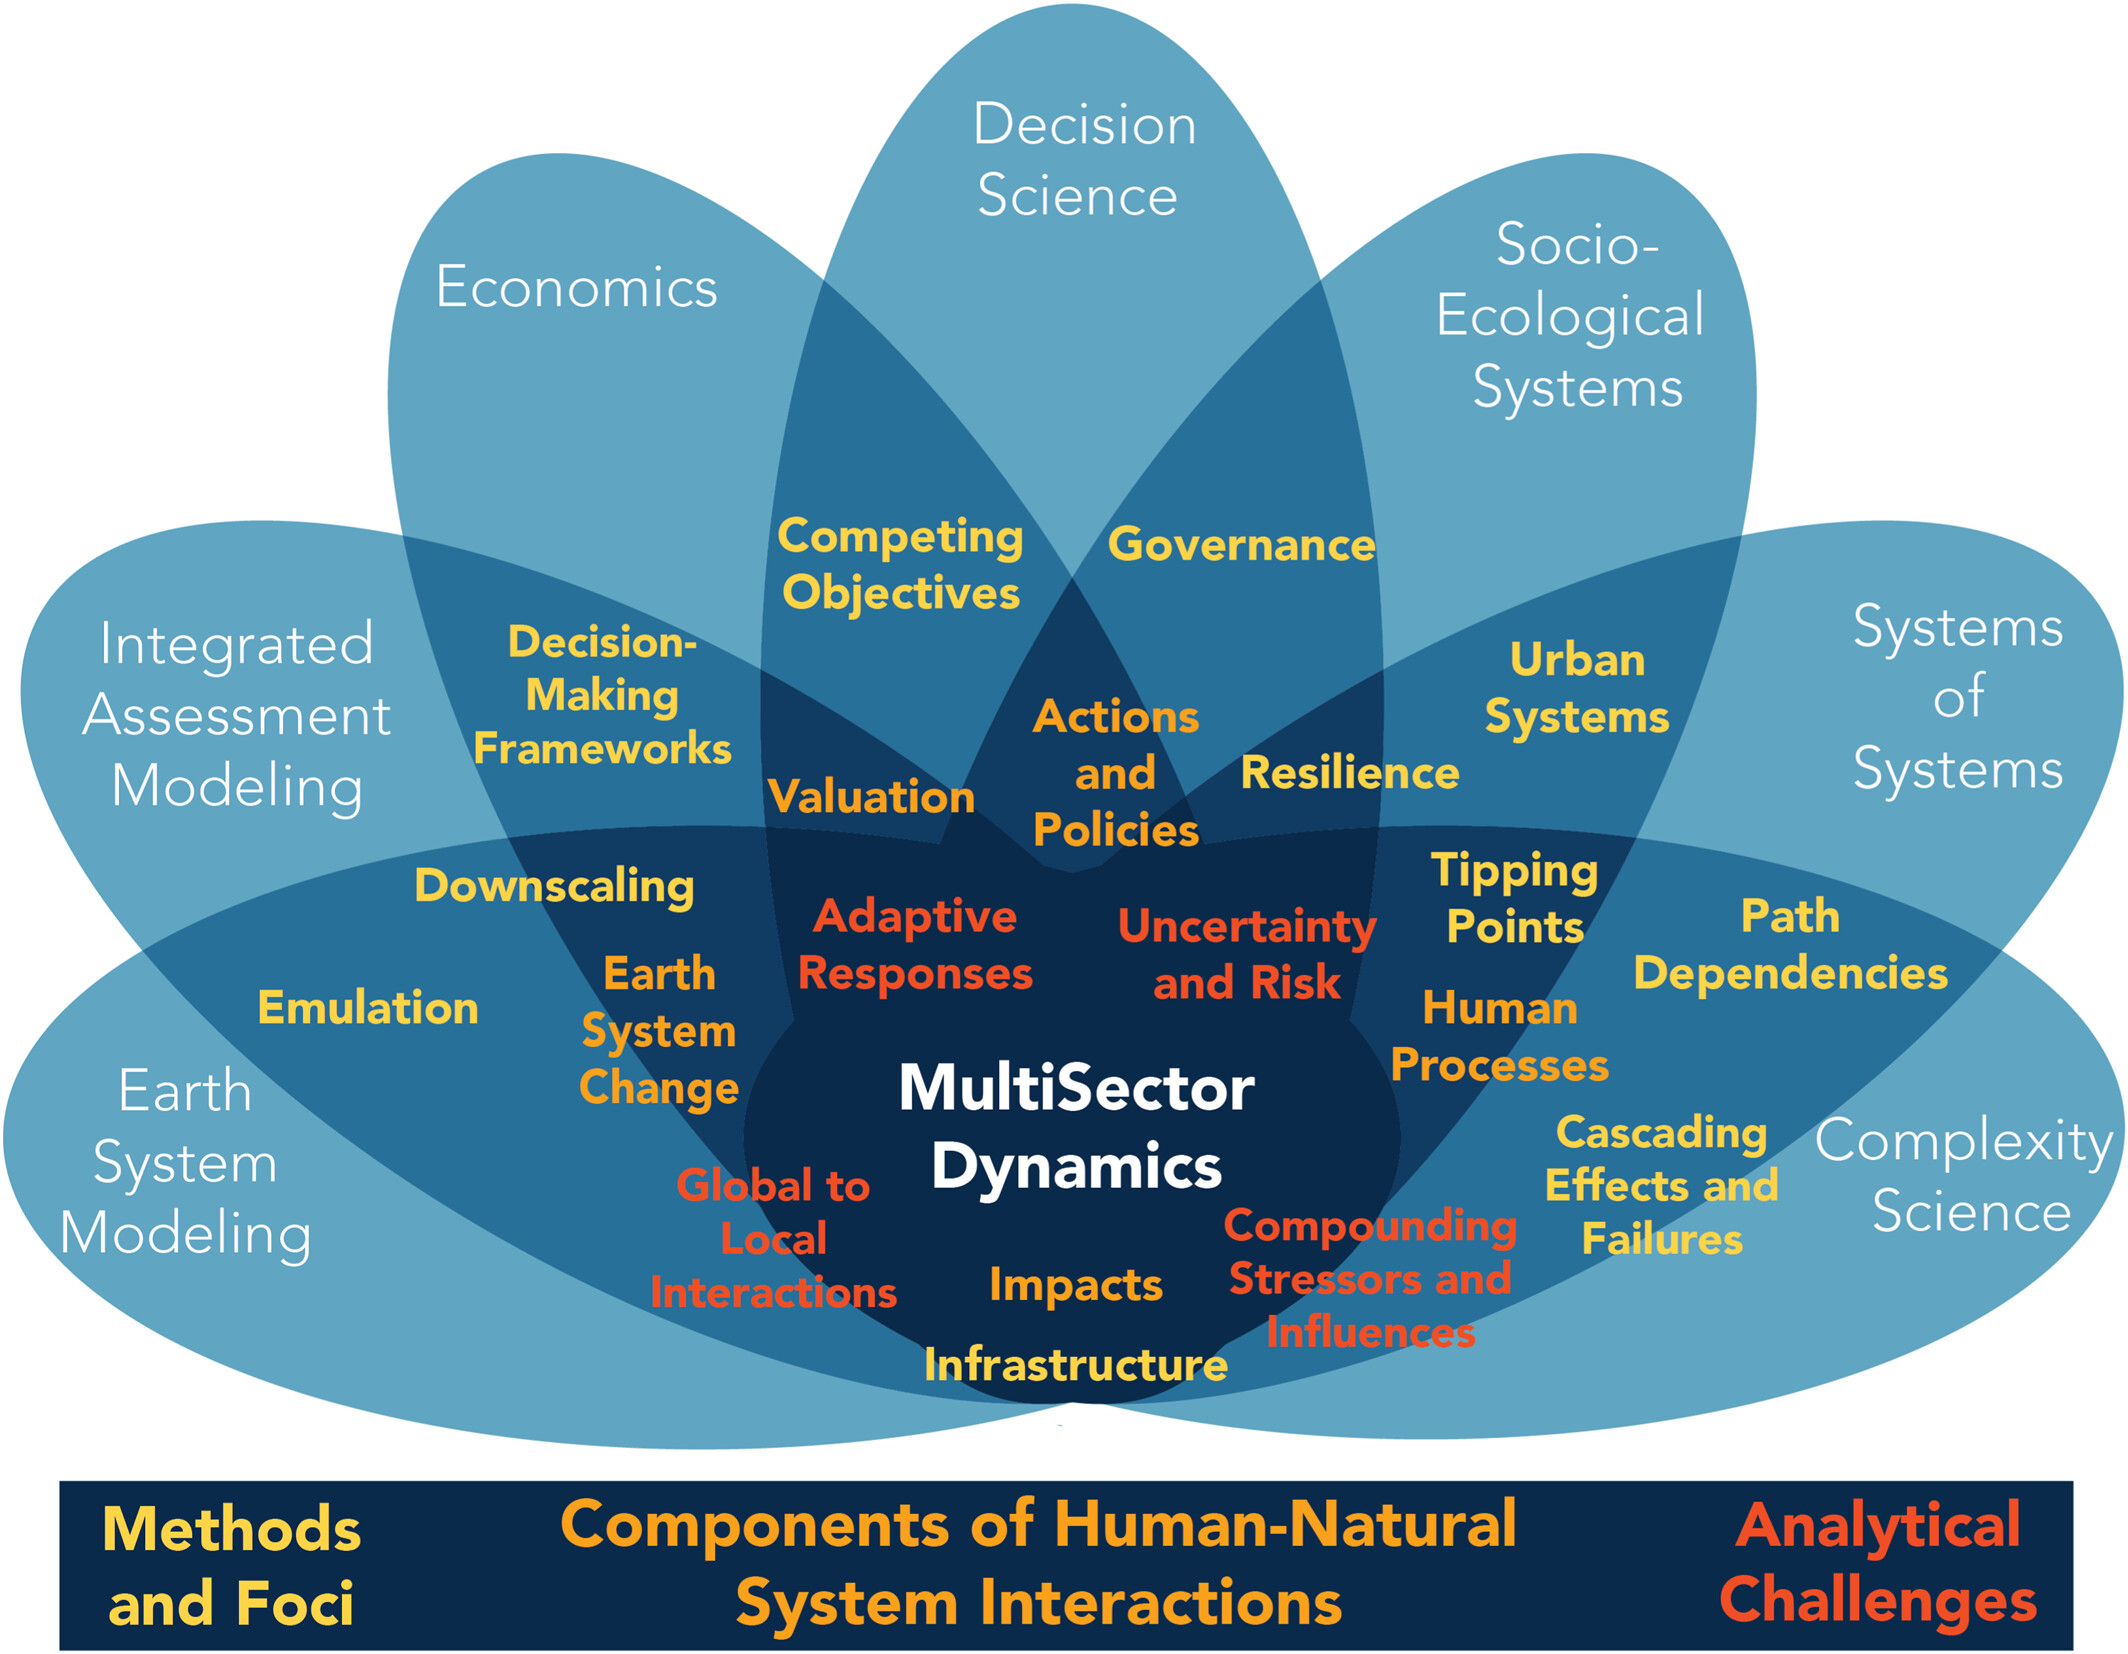 Decision
Science
Economics
Socio-
Ecological
Systems
Integrated
Assessment
Modeling
Systems
of
Systems
Earth
System
Modeling
Complexity
Science
Competing
Objectives
Governance
Decision-
Making
Frameworks
Urban
Systems
Actions
and
Policies
Valuation
Resilience
Downscaling
Tipping
Points
Path
Dependencies
Emulation
Earth
System
Change
Adaptive
Responses
Uncertainty
and Risk
Human
Processes
MultiSector
Dynamics
Cascading
Effects and
Failures
Global to
Local
Interactions
Impacts
Compounding
Stressors and
Influences
Infrastructure
Methods
and Foci
Components of Human-Natural
System Interactions
Analytical
Challenges